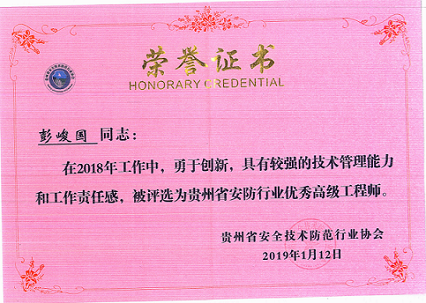 荣誉证书
HONORARY CREDENTIAL
彭峻国 同志：
在2018年工作中，勇于创新，具有较强的技术管理能力
和工作责任感，被评选为贵州省安防行业优秀高级工程师。
贵州省安全技术防范行业协会
2019年1月12日